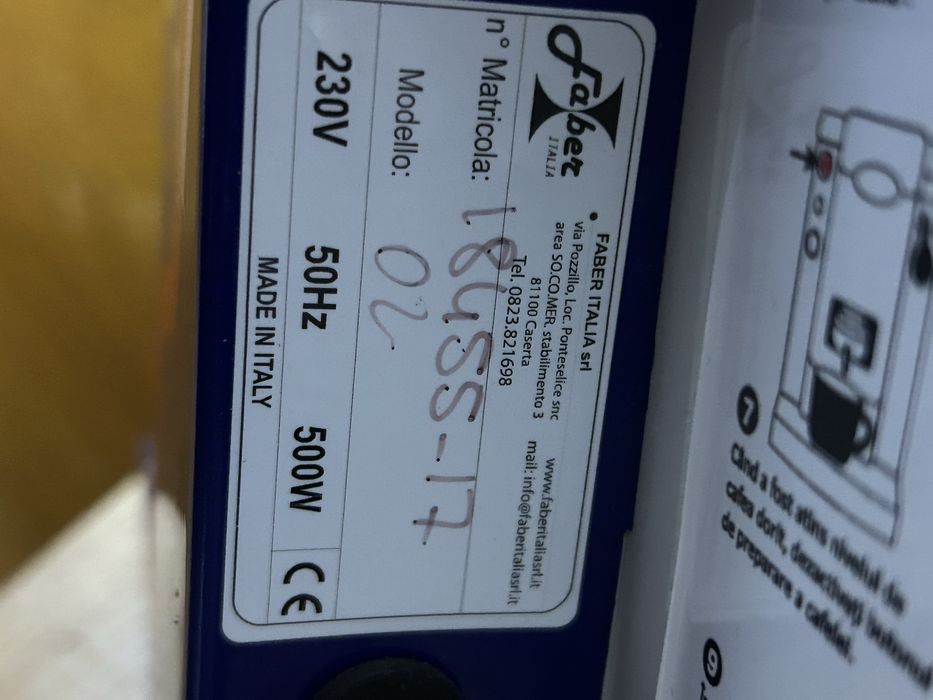 faber
ITALIA
• FABER ITALIA srl
via Pozzillo, Loc. Ponteselice snc
area SO.CO.MER. stabilimento 3
81100 Caserta
Tel. 0823.821698
www.faberitaliasrl.it
mail: info@faberitaliasrl.it
n° Matricola: 18455-17
Modello: 02
230V 50Hz 500W CE
MADE IN ITALY
7 Când a fost atins nivelul de
cafea dorit, dezactivați butonul
de preparare a cafelei.
9